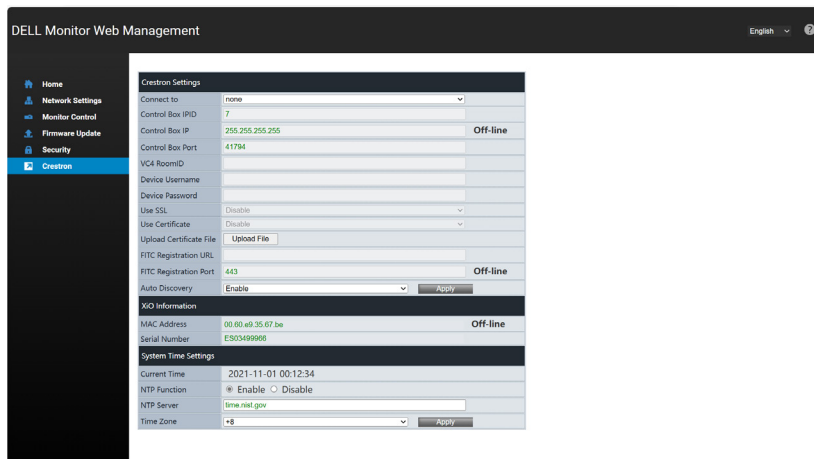 DELL Monitor Web Management
English
?
Home
Network Settings
Monitor Control
Firmware Update
Security
Crestron
Crestron Settings
Connect to none
Control Box IPID 7
Control Box IP 255.255.255.255 Off-line
Control Box Port 41794
VC4 RoomID
Device Username
Device Password
Use SSL Disable
Use Certificate Disable
Upload Certificate File Upload File
FITC Registration URL
FITC Registration Port 443 Off-line
Auto Discovery Enable Apply
XiO Information
MAC Address 00.60.e9.35.67.be Off-line
Serial Number ES03499966
System Time Settings
Current Time 2021-11-01 00:12:34
NTP Function Enable Disable
NTP Server time.nist.gov
Time Zone +8 Apply